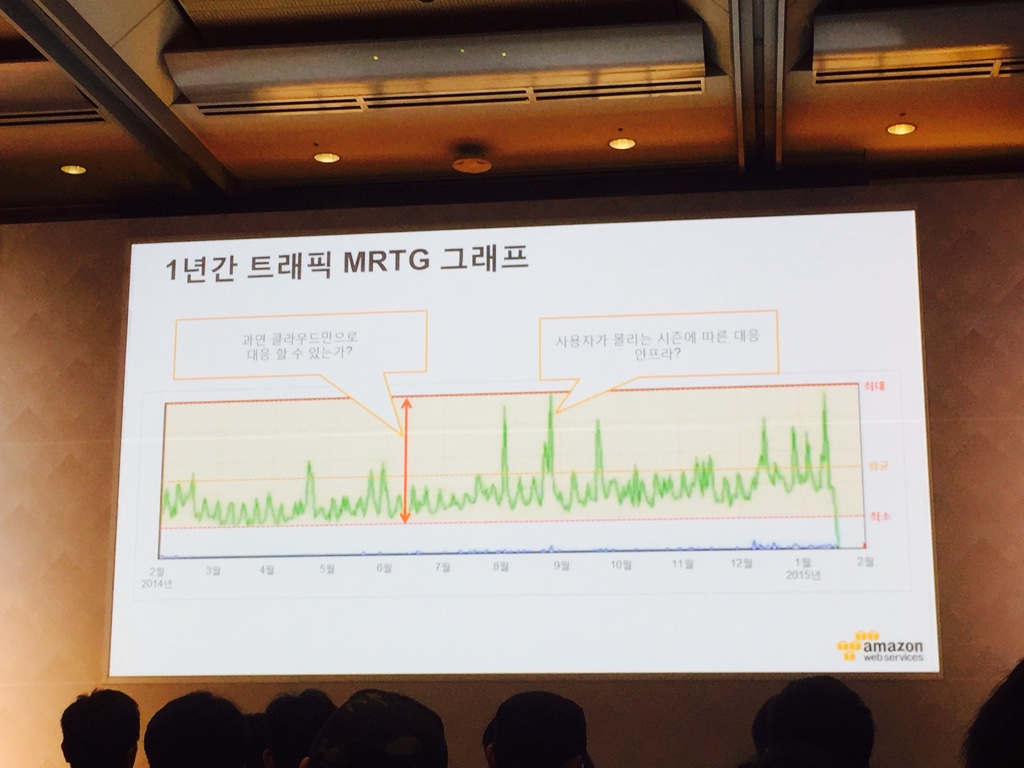 1년간 트래픽 MRTG 그래프
과연 클라우드만으로
대응 할 수 있는가?
사용자가 몰리는 시즌에 따른 대응
인프라?
최대
평균
최소
2월 3월 4월 5월 6월 7월 8월 9월 10월 11월 12월 1월 2월
2014년 2015년
amazon
web services